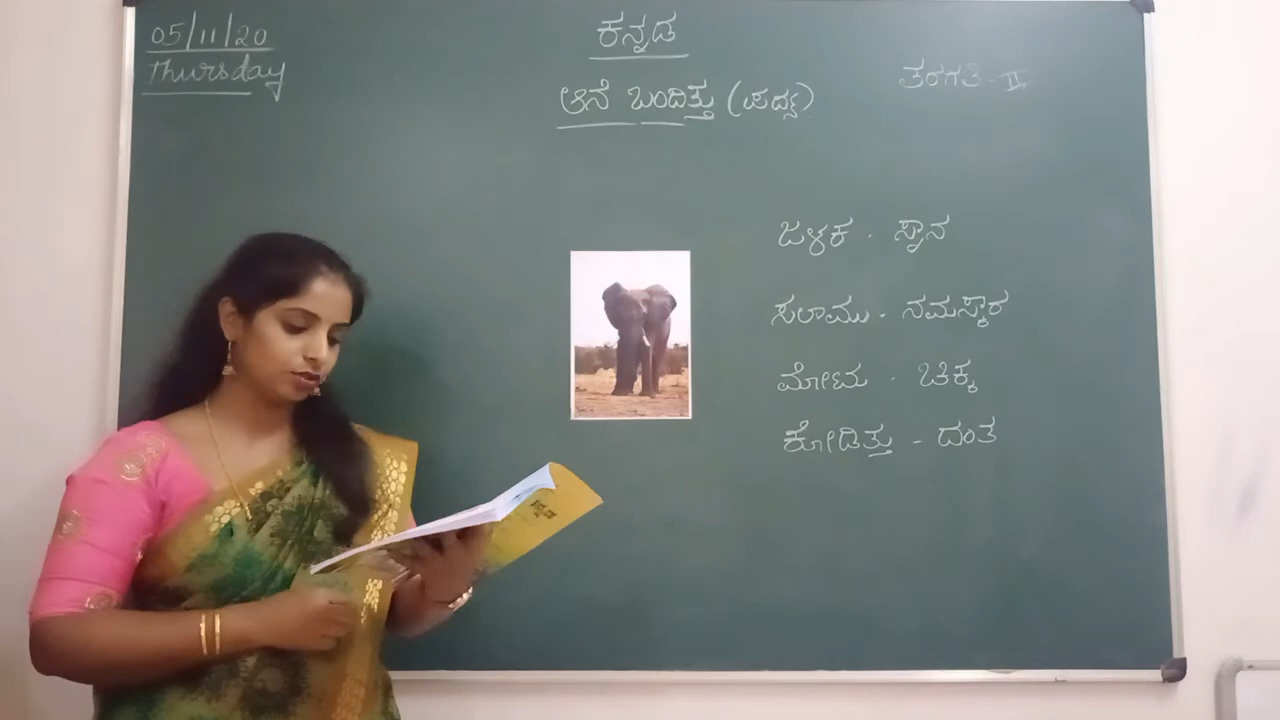 05/11/20
Thursday
ಕನ್ನಡ
ಆನೆ ಬಂದಿತ್ತು (ಪದ್ಯ)
ತರಗತಿ - II
ಜಳಕ - ಸ್ನಾನ
ಸಲಾಮು - ನಮಸ್ಕಾರ
ಮೋಟು - ಚಿಕ್ಕ
ಕೋಡಿತ್ತು - ದಂತ